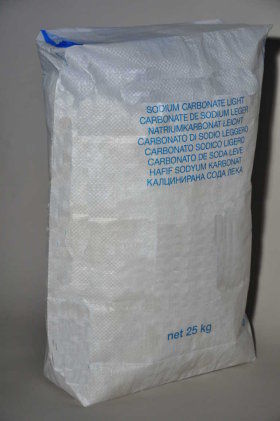 SODIUM CARBONATE LIGHT
CARBONATE DE SODIUM LEGER
NATRIUMKARBONAT LEICHT
CARBONATO DI SODIO LEGGERO
CARBONATO SODICO LIGERO
CARBONATO DE SODA LEVE
HAFIF SODYUM KARBONAT
КАЛЦИНИРАНА СОДА ЛЕКА
net 25 kg